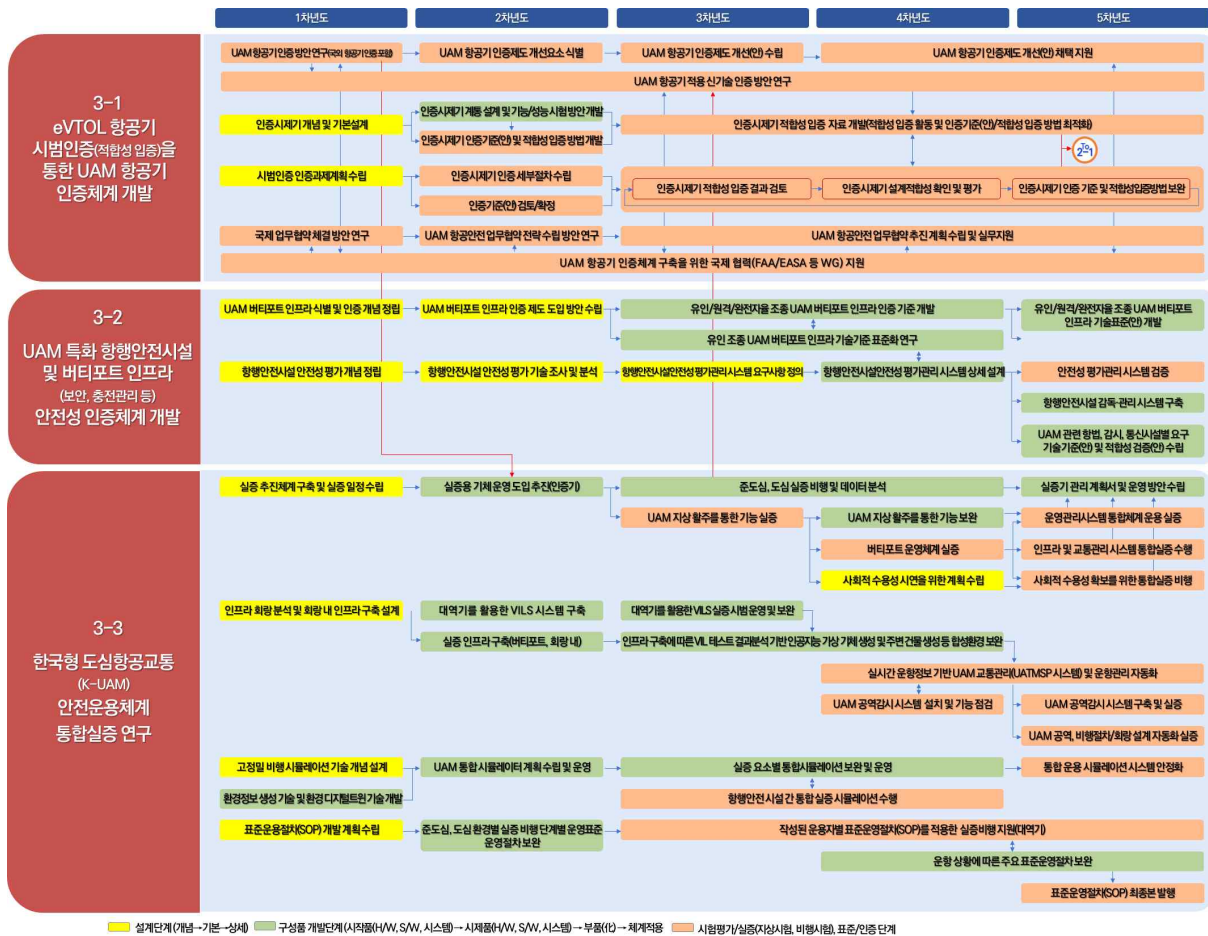 1차년도
2차년도
3차년도
4차년도
5차년도
3-1
eVTOL 항공기
시범인증(적합성 입증)을
통한 UAM 항공기
인증체계 개발
UAM 항공기 인증 방안 연구(국외 항공기 인증 포함)
UAM 항공기 인증제도 개선요소 식별
UAM 항공기 인증제도 개선(안) 수립
UAM 항공기 인증제도 개선(안) 채택 지원
UAM 항공기 적용 신기술 인증 방안 연구
인증시제기 개념 및 기본설계
인증시제기 계통 설계 및 기능/성능 시험방안 개발
인증시제기 인증기준(안) 및 적합성 입증 방법 개발
인증시제기 적합성 입증 자료 개발(적합성 입증 활동 및 인증기준(안)/적합성 입증 방법 최적화)
To
2-1
시범인증 인증과제계획 수립
인증시제기 인증 세부절차 수립
인증기준(안) 검토/확정
인증시제기 적합성 입증 결과 검토
인증시제기 설계적합성 확인 및 평가
인증시제기 인증 기준 및 적합성입증방법 보완
국제 업무협약 체결 방안 연구
UAM 항공안전 업무협약 전략 수립 방안 연구
UAM 항공안전 업무협약 추진 계획 수립 및 실무지원
UAM 항공기 인증체계 구축을 위한 국제 협력(FAA/EASA 등 WG) 지원
3-2
UAM 특화 항행안전시설
및 버티포트 인프라
(보안, 충전관리 등)
안전성 인증체계 개발
UAM 버티포트 인프라 식별 및 인증 개념 정립
UAM 버티포트 인프라 인증 제도 도입 방안 수립
유인/원격/완전자율 조종 UAM 버티포트 인프라 인증 기준 개발
유인/원격/완전자율 조종 UAM 버티포트
인프라 기술표준(안) 개발
유인 조종 UAM 버티포트 인프라 기술기준 표준화 연구
항행안전시설 안전성 평가 개념 정립
항행안전시설 안전성 평가 기술 조사 및 분석
항행안전시설안전성 평가관리 시스템 요구사항 정의
항행안전시설안전성 평가관리 시스템 상세 설계
안전성 평가관리 시스템 검증
항행안전시설 감독·관리 시스템 구축
UAM 관련 항법, 감시, 통신시설별 요구
기술기준(안) 및 적합성 검증(안) 수립
3-3
한국형 도심항공교통
(K-UAM)
안전운용체계
통합실증 연구
실증 추진체계 구축 및 실증 일정 수립
실증용 기체 운영 도입 추진(인증기)
준도심, 도심 실증 비행 및 데이터 분석
실증기 관리 계획서 및 운영 방안 수립
UAM 지상 활주를 통한 기능 실증
UAM 지상 활주를 통한 기능 보완
운영관리시스템 통합체계 운용 실증
버티포트 운영체계 실증
인프라 및 교통관리 시스템 통합실증 수행
사회적 수용성 시연을 위한 계획 수립
사회적 수용성 확보를 위한 통합실증 비행
인프라 회랑 분석 및 회랑 내 인프라 구축 설계
대역기를 활용한 VILS 시스템 구축
대역기를 활용한 VILS 실증 시범 운영 및 보완
실증 인프라 구축(버티포트, 회랑 내)
인프라 구축에 따른 VIL 테스트 결과분석 기반 인공지능 가상 기체 생성 및 주변 건물 생성 등 합성환경 보완
실시간 운항정보 기반 UAM 교통관리(UATMSP 시스템) 및 운항관리 자동화
UAM 공역감시 시스템 설치 및 기능 점검
UAM 공역감시 시스템 구축 및 실증
UAM 공역, 비행절차/회랑 설계 자동화 실증
고정밀 비행 시뮬레이션 기술 개념 설계
UAM 통합 시뮬레이터 계획 수립 및 운영
실증 요소별 통합시뮬레이션 보완 및 운영
통합 운용 시뮬레이션 시스템 안정화
환경정보 생성 기술 및 환경 디지털트윈 기술 개발
항행안전 시설 간 통합 실증 시뮬레이션 수행
표준운용절차(SOP) 개발 계획 수립
준도심, 도심 환경별 실증 비행 단계별 운영표준
운영절차 보완
작성된 운용자별 표준운영절차(SOP)를 적용한 실증비행 지원(대역기)
운항 상황에 따른 주요 표준운영절차 보완
표준운영절차(SOP) 최종본 발행
설계단계 (개념→기본→상세)
구성품 개발단계 (시작품(H/W, S/W, 시스템) → 시제품(H/W, S/W, 시스템) → 부품(化) → 체계적용
시험평가/실증(지상시험, 비행시험), 표준/인증 단계